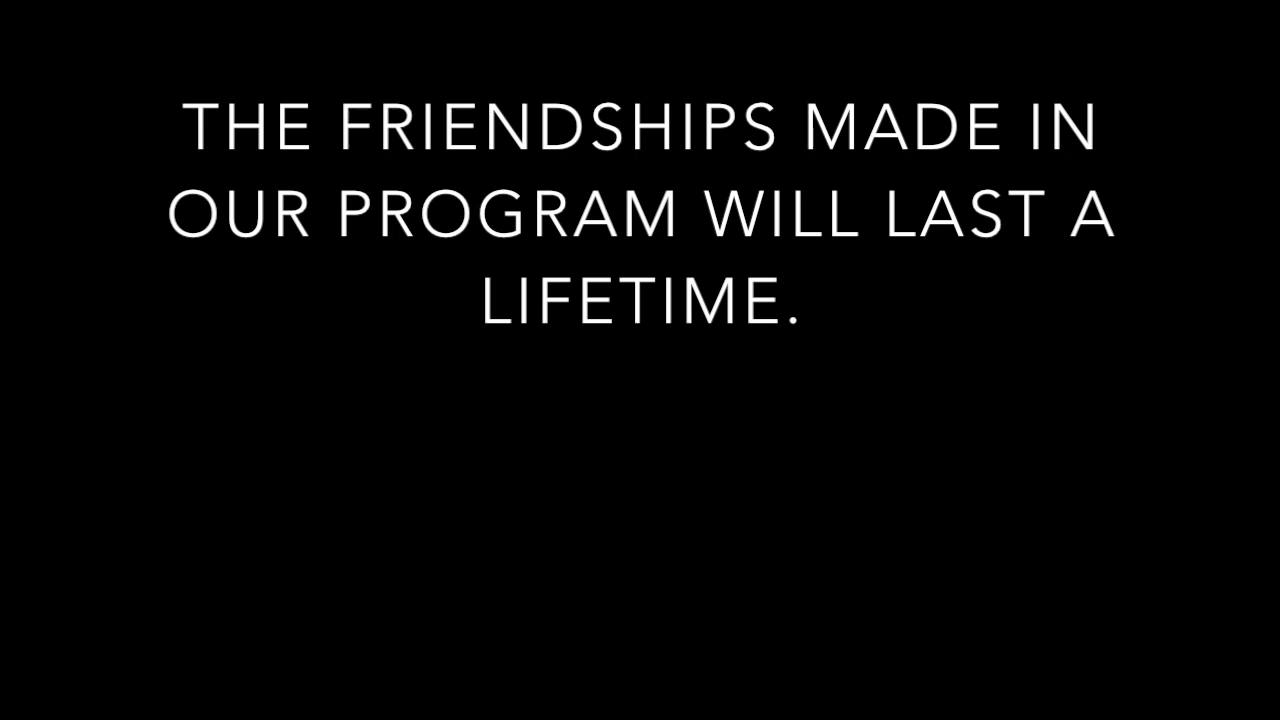 THE FRIENDSHIPS MADE IN
OUR PROGRAM WILL LAST A
LIFETIME.